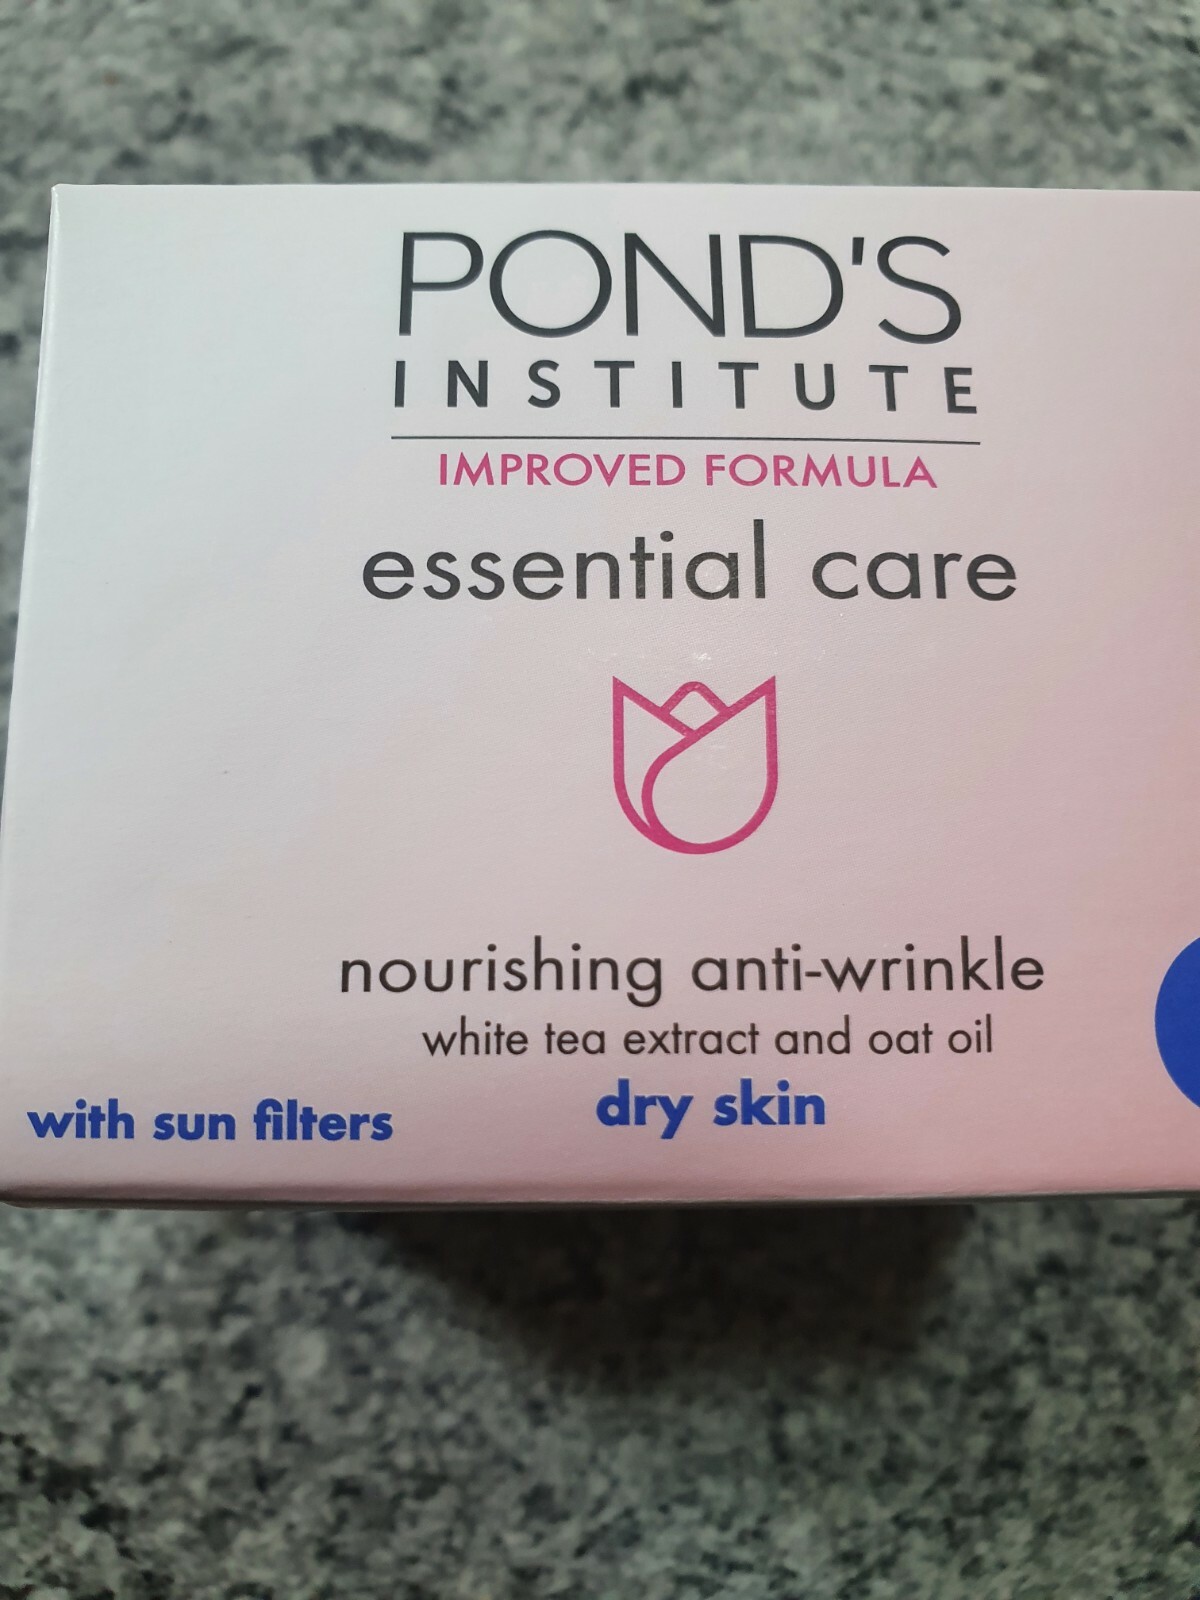 POND'S
INSTITUTE
IMPROVED FORMULA
essential care
nourishing anti-wrinkle
white tea extract and oat oil
dry skin
with sun filters